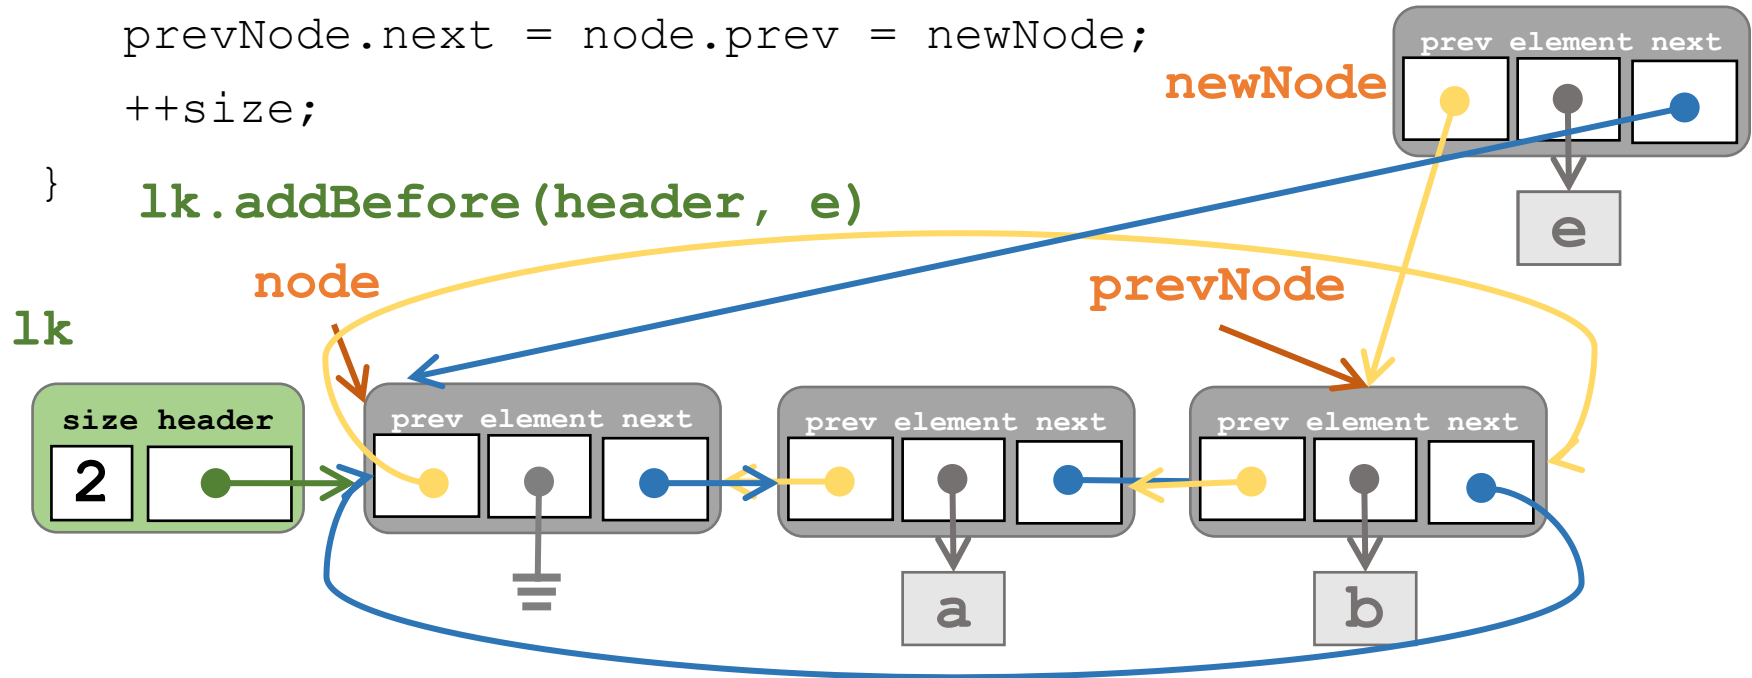 prevNode.next = node.prev = newNode;
prev element next
newNode
++size;
}
lk.addBefore(header, e)
e
node
prevNode
lk
size header
prev element next
prev element next
prev element next
2
a
b